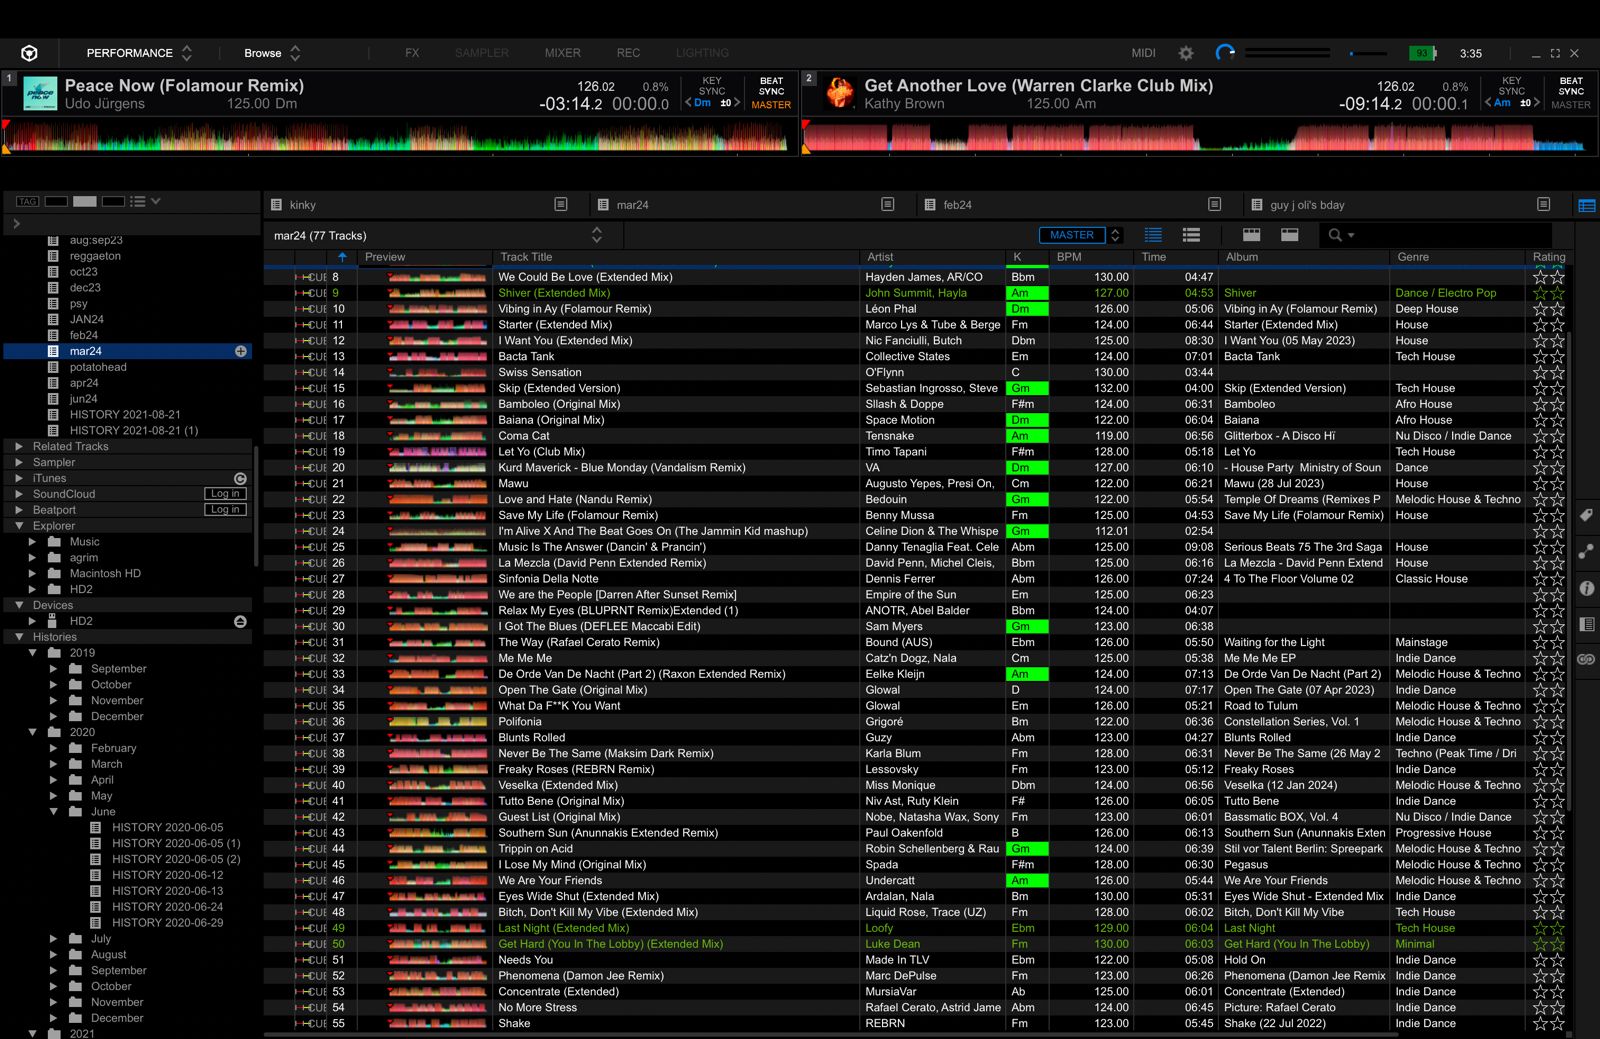 PERFORMANCE Browse FX SAMPLER MIXER REC LIGHTING MIDI 93 3:35
1 Peace Now (Folamour Remix) 126.02 0.8% KEY SYNC BEAT SYNC
Udo Jürgens 125.00 Dm -03:14.2 00:00.0 Dm ±0 MASTER
2 Get Another Love (Warren Clarke Club Mix) 126.02 0.8% KEY SYNC BEAT SYNC
Kathy Brown 125.00 Am -09:14.2 00:00.1 Am ±0 MASTER
TAG
aug:sep23
reggaeton
oct23
dec23
psy
JAN24
feb24
mar24
potatohead
apr24
jun24
HISTORY 2021-08-21
HISTORY 2021-08-21 (1)
Related Tracks
Sampler
iTunes
SoundCloud Log in
Beatport Log in
Explorer
Music
agrim
Macintosh HD
HD2
Devices
HD2
Histories
2019
September
October
November
December
2020
February
March
April
May
June
HISTORY 2020-06-05
HISTORY 2020-06-05 (1)
HISTORY 2020-06-05 (2)
HISTORY 2020-06-12
HISTORY 2020-06-13
HISTORY 2020-06-24
HISTORY 2020-06-29
July
August
September
October
November
December
2021
kinky mar24 feb24 guy j oli's bday
mar24 (77 Tracks) MASTER
Preview Track Title Artist K BPM Time Album Genre Rating
CUE 8 We Could Be Love (Extended Mix) Hayden James, AR/CO Bbm 130.00 04:47
CUE 9 Shiver (Extended Mix) John Summit, Hayla Am 127.00 04:53 Shiver Dance / Electro Pop
CUE 10 Vibing in Ay (Folamour Remix) Léon Phal Dm 126.00 05:06 Vibing in Ay (Folamour Remix) Deep House
CUE 11 Starter (Extended Mix) Marco Lys & Tube & Berge Fm 124.00 06:44 Starter (Extended Mix) House
CUE 12 I Want You (Extended Mix) Nic Fanciulli, Butch Dbm 125.00 08:30 I Want You (05 May 2023) House
CUE 13 Bacta Tank Collective States Em 124.00 07:01 Bacta Tank Tech House
CUE 14 Swiss Sensation O'Flynn C 130.00 03:44
CUE 15 Skip (Extended Version) Sebastian Ingrosso, Steve Gm 132.00 04:00 Skip (Extended Version) Tech House
CUE 16 Bamboleo (Original Mix) Sllash & Doppe F#m 124.00 06:31 Bamboleo Afro House
CUE 17 Baiana (Original Mix) Space Motion Dm 122.00 06:04 Baiana Afro House
CUE 18 Coma Cat Tensnake Am 119.00 06:56 Glitterbox - A Disco Hï Nu Disco / Indie Dance
CUE 19 Let Yo (Club Mix) Timo Tapani F#m 128.00 05:18 Let Yo Tech House
CUE 20 Kurd Maverick - Blue Monday (Vandalism Remix) VA Dm 127.00 06:10 - House Party Ministry of Soun Dance
CUE 21 Mawu Augusto Yepes, Presi On, Cm 122.00 06:21 Mawu (28 Jul 2023) House
CUE 22 Love and Hate (Nandu Remix) Bedouin Gm 122.00 05:54 Temple Of Dreams (Remixes P Melodic House & Techno
CUE 23 Save My Life (Folamour Remix) Benny Mussa Fm 125.00 04:53 Save My Life (Folamour Remix) House
CUE 24 I'm Alive X And The Beat Goes On (The Jammin Kid mashup) Celine Dion & The Whispe Gm 112.01 02:54
CUE 25 Music Is The Answer (Dancin' & Prancin') Danny Tenaglia Feat. Cele Abm 125.00 09:08 Serious Beats 75 The 3rd Saga House
CUE 26 La Mezcla (David Penn Extended Remix) David Penn, Michel Cleis, Bbm 125.00 06:16 La Mezcla - David Penn Extend House
CUE 27 Sinfonia Della Notte Dennis Ferrer Abm 126.00 07:24 4 To The Floor Volume 02 Classic House
CUE 28 We are the People [Darren After Sunset Remix] Empire of the Sun Em 125.00 06:23
CUE 29 Relax My Eyes (BLUPRNT Remix)Extended (1) ANOTR, Abel Balder Bbm 124.00 04:07
CUE 30 I Got The Blues (DEFLEE Maccabi Edit) Sam Myers Gm 123.00 06:38
CUE 31 The Way (Rafael Cerato Remix) Bound (AUS) Ebm 126.00 05:50 Waiting for the Light Mainstage
CUE 32 Me Me Me Catz'n Dogz, Nala Cm 125.00 05:38 Me Me Me EP Indie Dance
CUE 33 De Orde Van De Nacht (Part 2) (Raxon Extended Remix) Eelke Kleijn Am 124.00 07:13 De Orde Van De Nacht (Part 2) Melodic House & Techno
CUE 34 Open The Gate (Original Mix) Glowal D 124.00 07:17 Open The Gate (07 Apr 2023) Indie Dance
CUE 35 What Da F**K You Want Glowal Em 126.00 05:21 Road to Tulum Melodic House & Techno
CUE 36 Polifonia Grigoré Bm 122.00 06:36 Constellation Series, Vol. 1 Melodic House & Techno
CUE 37 Blunts Rolled Guzy Abm 123.00 04:27 Blunts Rolled Indie Dance
CUE 38 Never Be The Same (Maksim Dark Remix) Karla Blum Fm 128.00 06:31 Never Be The Same (26 May 2 Techno (Peak Time / Dri
CUE 39 Freaky Roses (REBRN Remix) Lessovsky Fm 123.00 05:12 Freaky Roses Indie Dance
CUE 40 Veselka (Extended Mix) Miss Monique Dbm 124.00 06:56 Veselka (12 Jan 2024) Melodic House & Techno
CUE 41 Tutto Bene (Original Mix) Niv Ast, Ruty Klein F# 126.00 06:05 Tutto Bene Indie Dance
CUE 42 Guest List (Original Mix) Nobe, Natasha Wax, Sony Fm 123.00 06:01 Bassmatic BOX, Vol. 4 Nu Disco / Indie Dance
CUE 43 Southern Sun (Anunnakis Extended Remix) Paul Oakenfold B 126.00 06:13 Southern Sun (Anunnakis Exten Progressive House
CUE 44 Trippin on Acid Robin Schellenberg & Rau Gm 124.00 06:39 Stil vor Talent Berlin: Spreepark Melodic House & Techno
CUE 45 I Lose My Mind (Original Mix) Spada F#m 128.00 06:30 Pegasus Melodic House & Techno
CUE 46 We Are Your Friends Undercatt Am 126.00 05:44 We Are Your Friends Melodic House & Techno
CUE 47 Eyes Wide Shut (Extended Mix) Ardalan, Nala Bm 130.00 05:31 Eyes Wide Shut - Extended Mix Indie Dance
CUE 48 Bitch, Don't Kill My Vibe (Extended Mix) Liquid Rose, Trace (UZ) Fm 128.00 06:02 Bitch, Don't Kill My Vibe Tech House
CUE 49 Last Night (Extended Mix) Loofy Ebm 129.00 06:04 Last Night Tech House
CUE 50 Get Hard (You In The Lobby) (Extended Mix) Luke Dean Fm 130.00 06:03 Get Hard (You In The Lobby) Minimal
CUE 51 Needs You Made In TLV Ebm 122.00 05:08 Hold On Indie Dance
CUE 52 Phenomena (Damon Jee Remix) Marc DePulse Fm 123.00 06:26 Phenomena (Damon Jee Remix Indie Dance
CUE 53 Concentrate (Extended) MursiaVar Ab 125.00 06:01 Concentrate (Extended) Indie Dance
CUE 54 No More Stress Rafael Cerato, Astrid Jame Abm 124.00 06:45 Picture: Rafael Cerato Indie Dance
CUE 55 Shake REBRN Fm 123.00 05:45 Shake (22 Jul 2022) Indie Dance